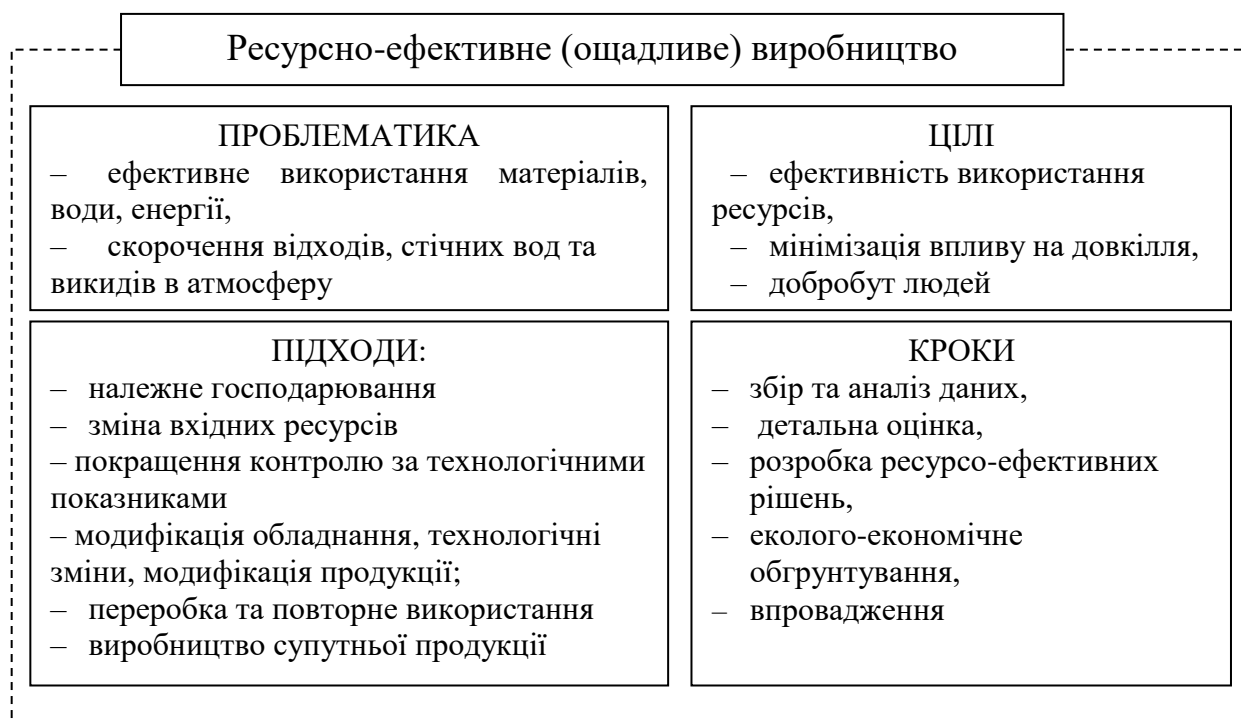 Ресурсно-ефективне (ощадливе) виробництво
ПРОБЛЕМАТИКА
– ефективне використання матеріалів,
води, енергії,
– скорочення відходів, стічних вод та
викидів в атмосферу
ЦІЛІ
– ефективність використання
ресурсів,
– мінімізація впливу на довкілля,
– добробут людей
ПІДХОДИ:
– належне господарювання
– зміна вхідних ресурсів
– покращення контролю за технологічними
показниками
– модифікація обладнання, технологічні
зміни, модифікація продукції;
– переробка та повторне використання
– виробництво супутньої продукції
КРОКИ
– збір та аналіз даних,
– детальна оцінка,
– розробка ресурсо-ефективних
рішень,
– еколого-економічне
обгрунтування,
– впровадження